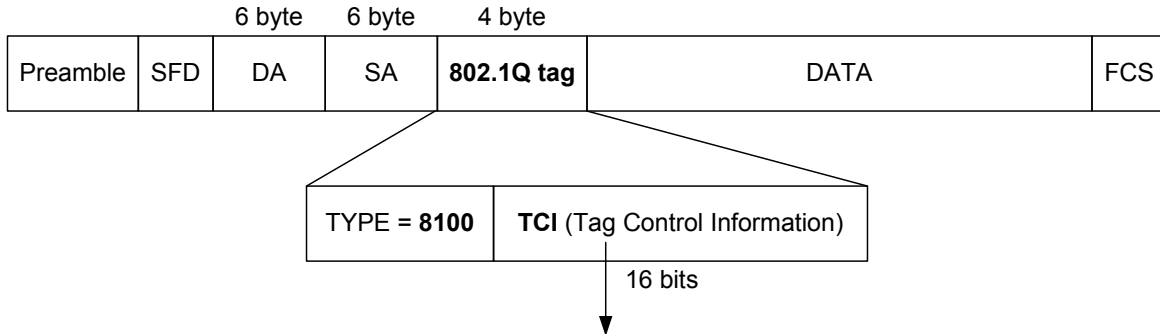 6 byte 6 byte 4 byte
Preamble SFD DA SA 802.1Q tag DATA FCS
TYPE = 8100 TCI (Tag Control Information)
16 bits